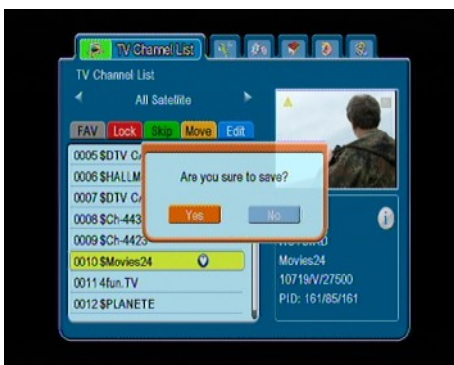 TV Channel List
TV Channel List
All Satellite
FAV Lock Skip Move Edit
0005 $DTV
0006 $HALLM
0007 $DTV
0008 $Ch-443
0009 $Ch-4423
0010 $Movies24
0011 4fun.TV
0012 $PLANETE
Are you sure to save?
Yes No
Movies24
10719/V/27500
PID: 161/85/161